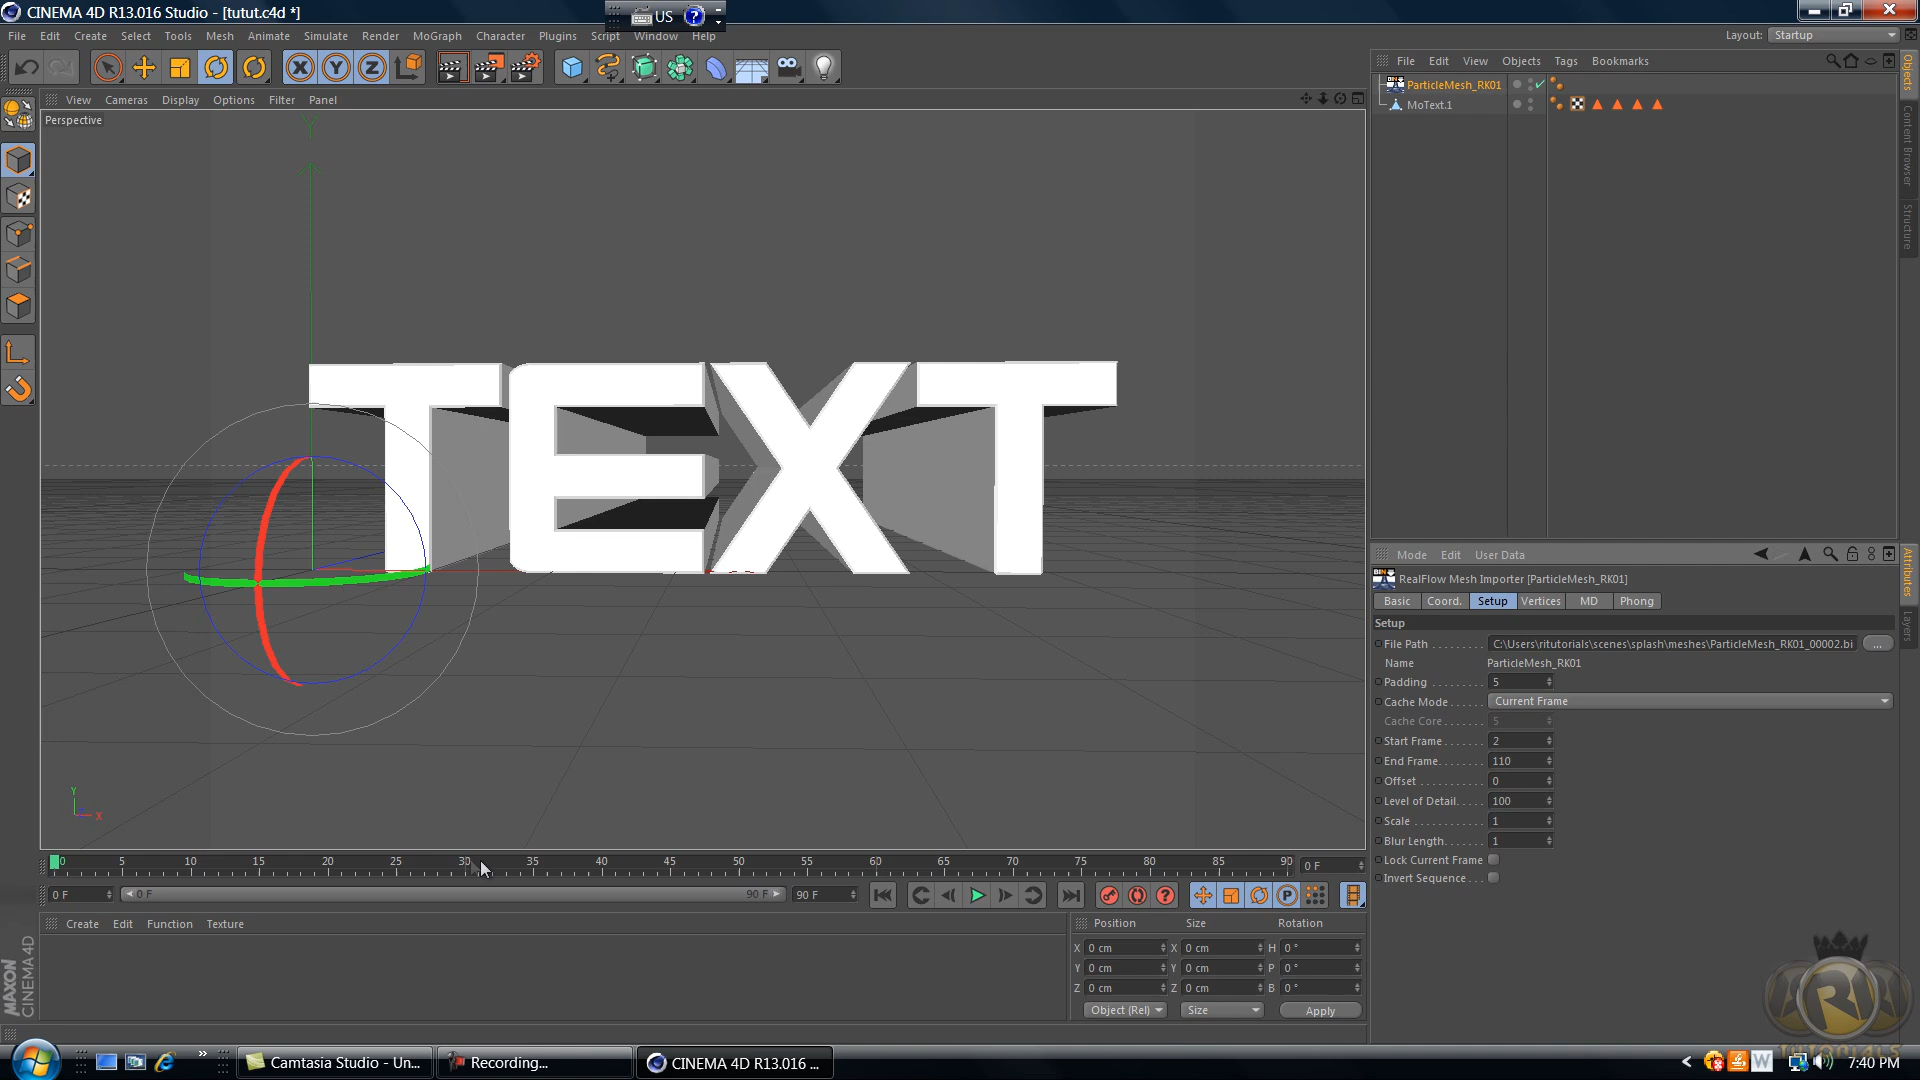 CINEMA 4D R13.016 Studio - [tutut.c4d *]
US
File Edit Create Select Tools Mesh Animate Simulate Render MoGraph Character Plugins Script Window Help
Layout: Startup
X Y Z
File Edit View Objects Tags Bookmarks
View Cameras Display Options Filter Panel
Perspective
Y
ParticleMesh_RK01
MoText.1
Objects
Content Browser
Structure
TEXT
Mode Edit User Data
RealFlow Mesh Importer [ParticleMesh_RK01]
Basic Coord. Setup Vertices MD Phong
Attributes
Layers
Setup
File Path C:\Users\ritutorials\scenes\splash\meshes\ParticleMesh_RK01_00002.bi ...
Name ParticleMesh_RK01
Padding 5
Cache Mode Current Frame
Cache Core 5
Start Frame 2
End Frame 110
Offset 0
Level of Detail 100
Scale 1
Blur Length 1
Lock Current Frame
Invert Sequence
Y
X
0 5 10 15 20 25 30 35 40 45 50 55 60 65 70 75 80 85 90 0 F
0 F 0 F 90 F 90 F
P
Create Edit Function Texture
Position Size Rotation
X 0 cm X 0 cm H 0 °
Y 0 cm Y 0 cm P 0 °
Z 0 cm Z 0 cm B 0 °
Object (Rel) Size Apply
MAXON
CINEMA 4D
TUTORIALS
Camtasia Studio - Un... Recording... CINEMA 4D R13.016 ... 7:40 PM